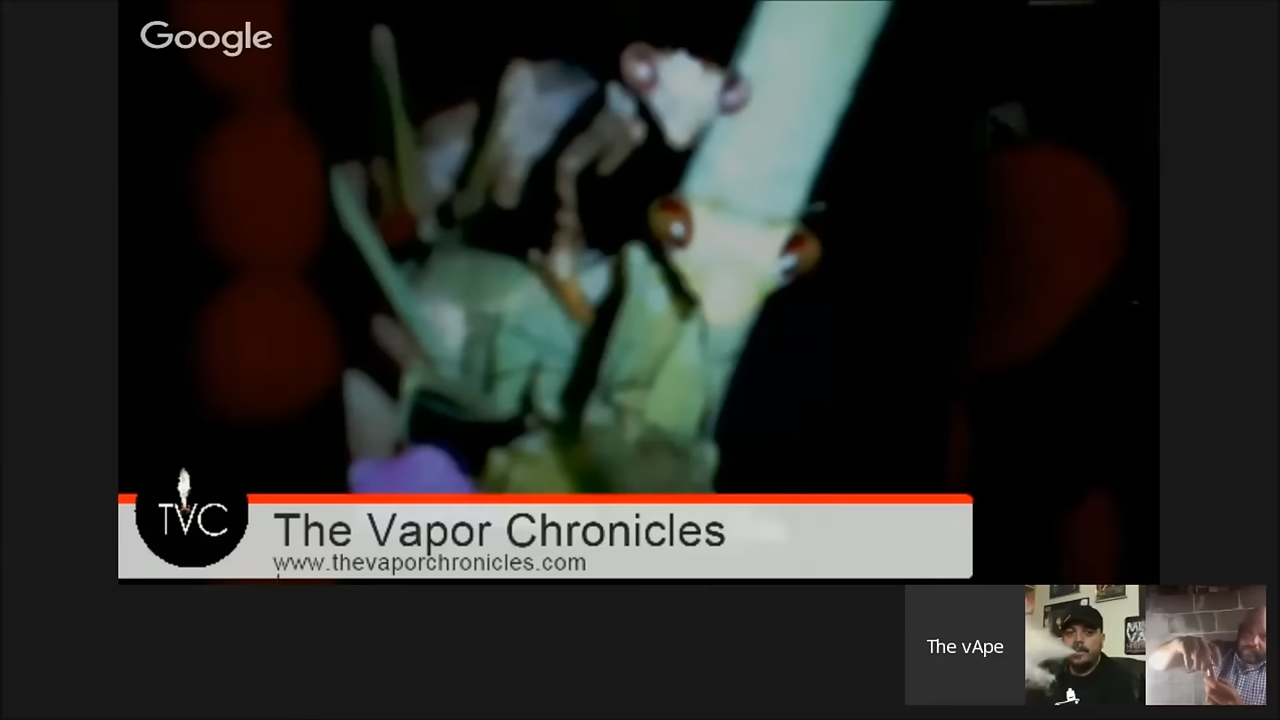 Google
TVC
The Vapor Chronicles
www.thevaporchronicles.com
The vApe